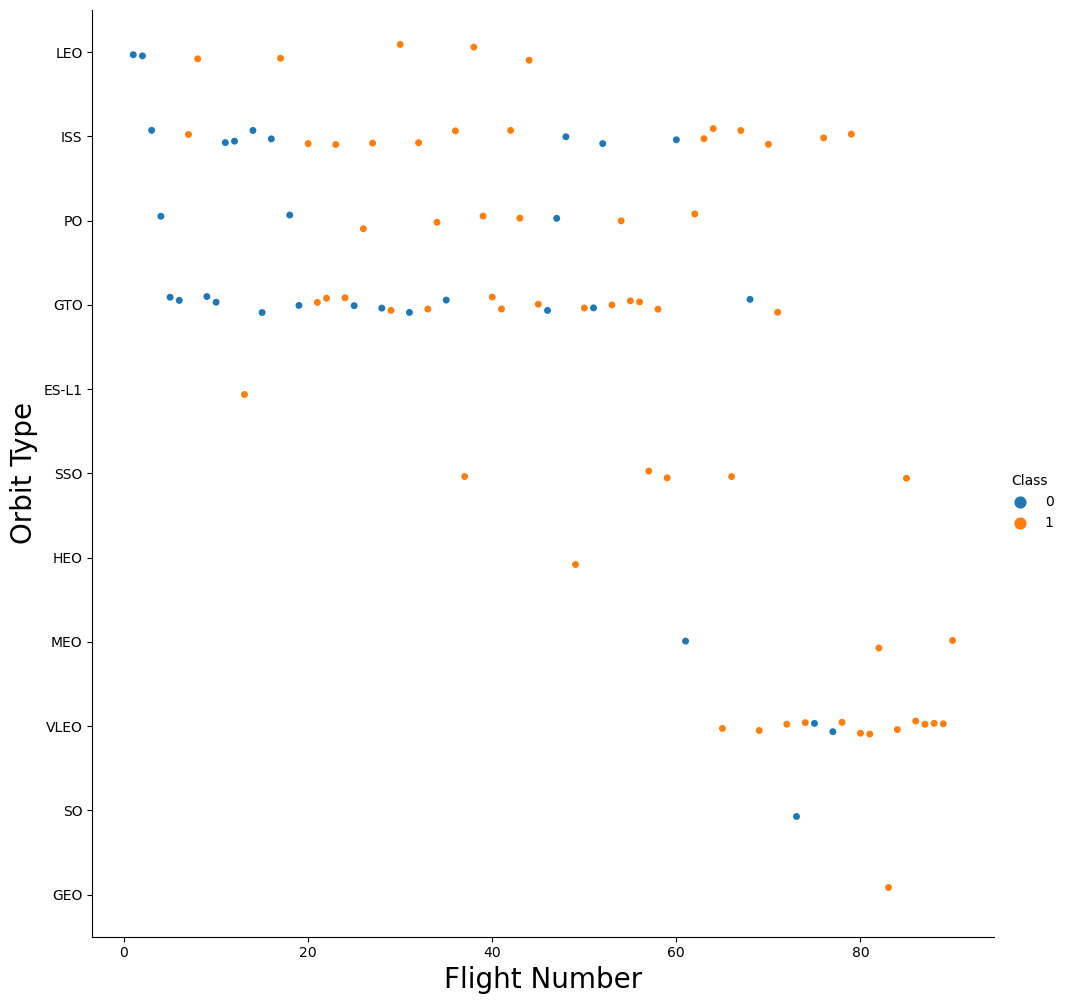 LEO
ISS
PO
GTO
ES-L1
SSO
HEO
MEO
VLEO
SO
GEO
Orbit Type
0 20 40 60 80
Flight Number
Class
0
1